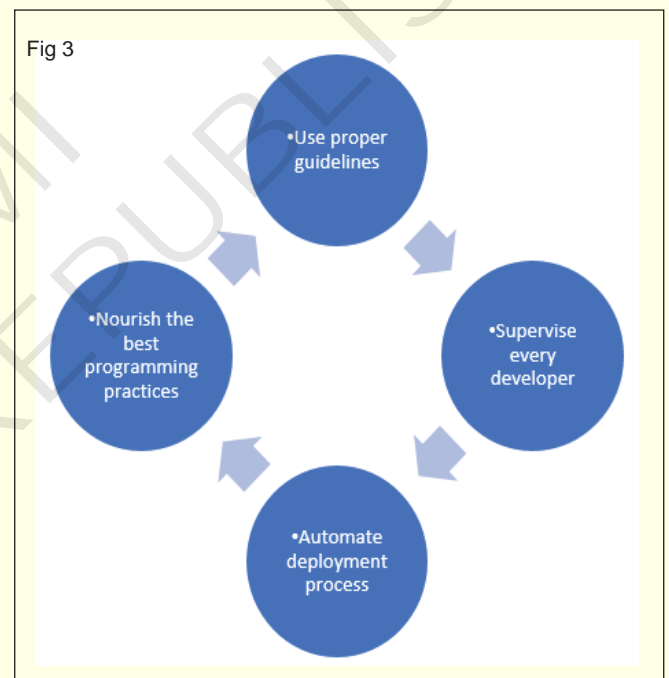 Fig 3
•Use proper
guidelines
•Supervise
every
developer
•Automate
deployment
process
•Nourish the
best
programming
practices